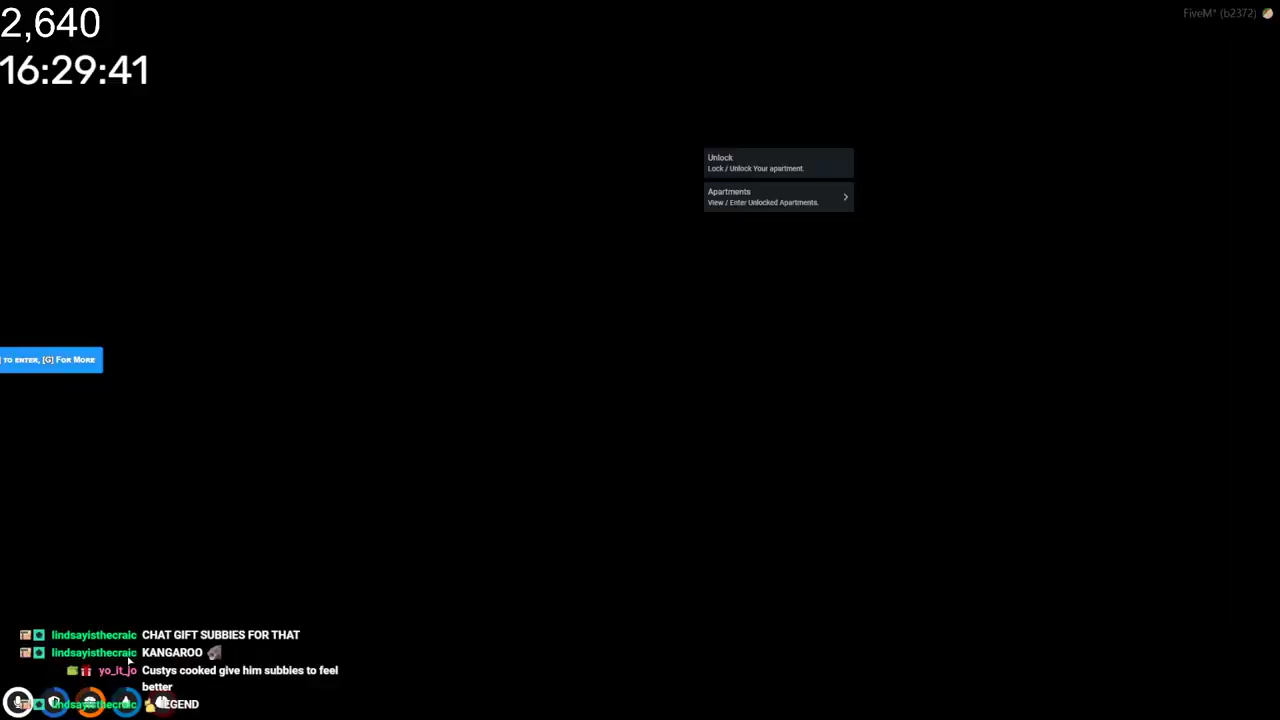 2,640
FiveM* (b2372)
16:29:41
Unlock
Lock / Unlock Your apartment.
Apartments
View / Enter Unlocked Apartments.
TO ENTER, [G] FOR MORE
lindsayisthecraic CHAT GIFT SUBBIES FOR THAT
lindsayisthecraic KANGAROO
yo_it_jo Custys cooked give him subbies to feel
better
lindsayisthecraic LEGEND